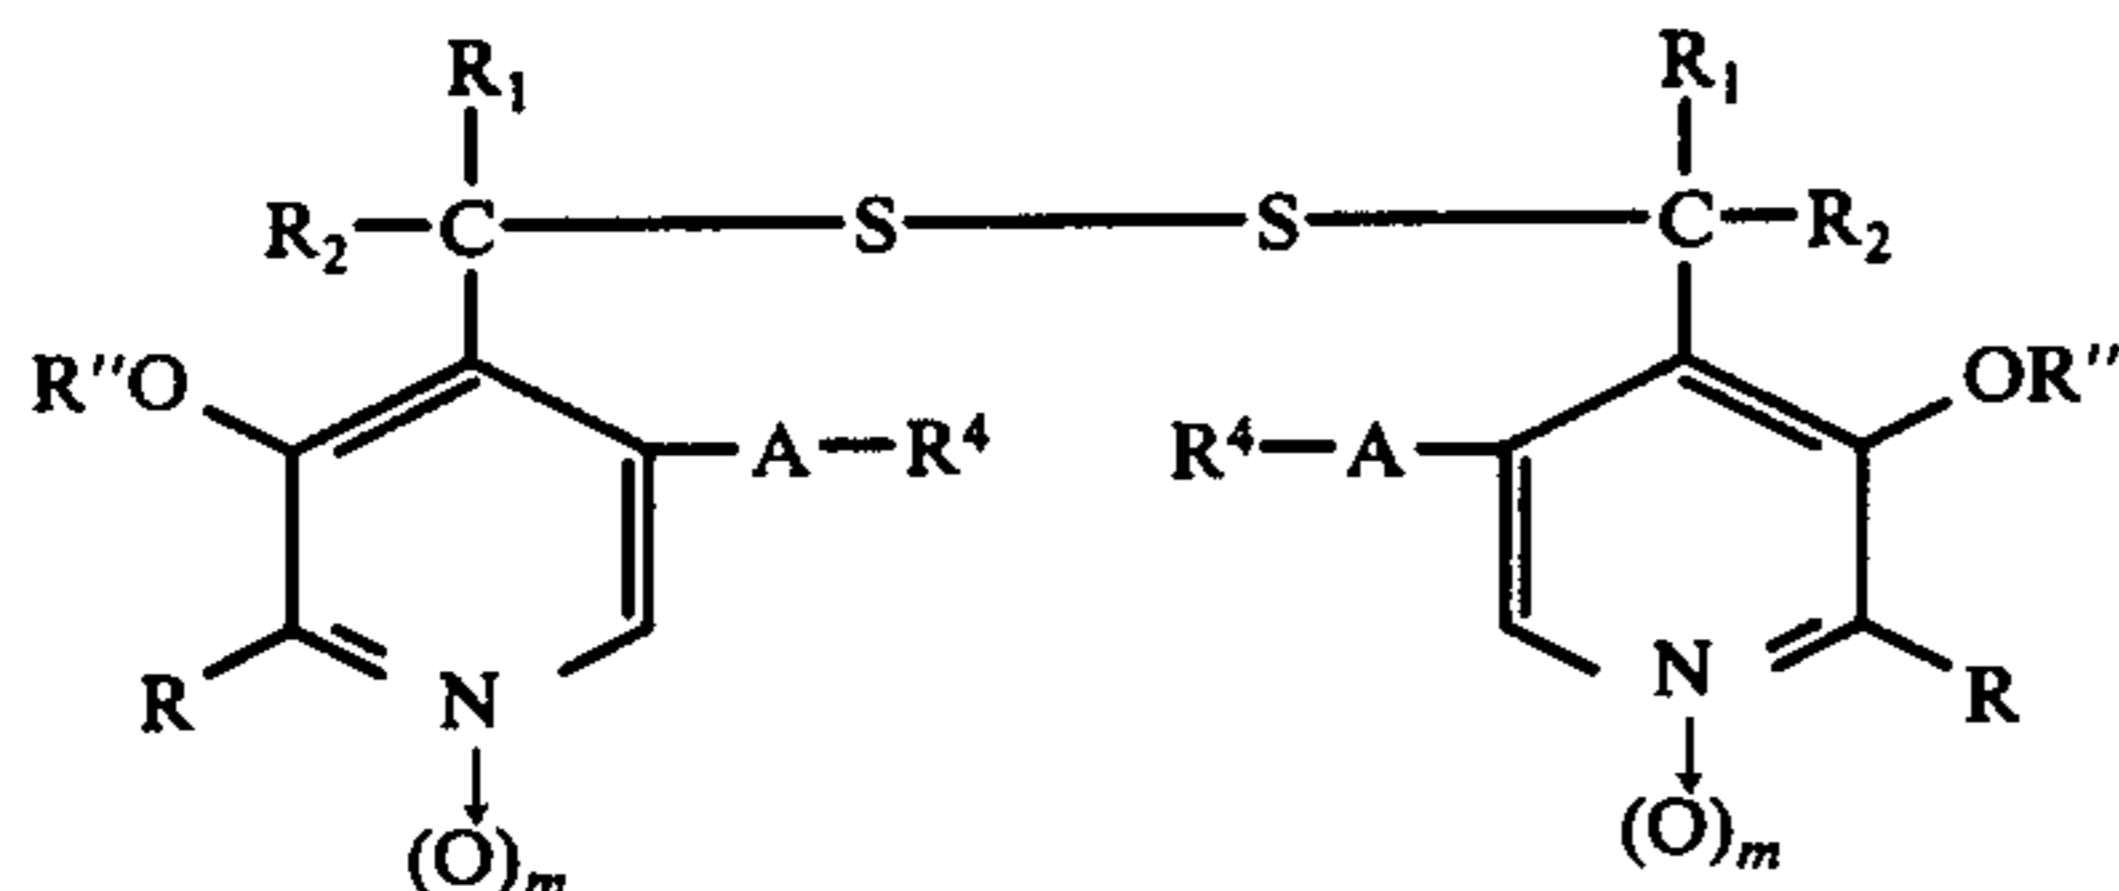 R₁ R₁
R₂ C S S C R₂
R″O A R⁴ R⁴ A OR″
R N N R
(O)ₘ (O)ₘ